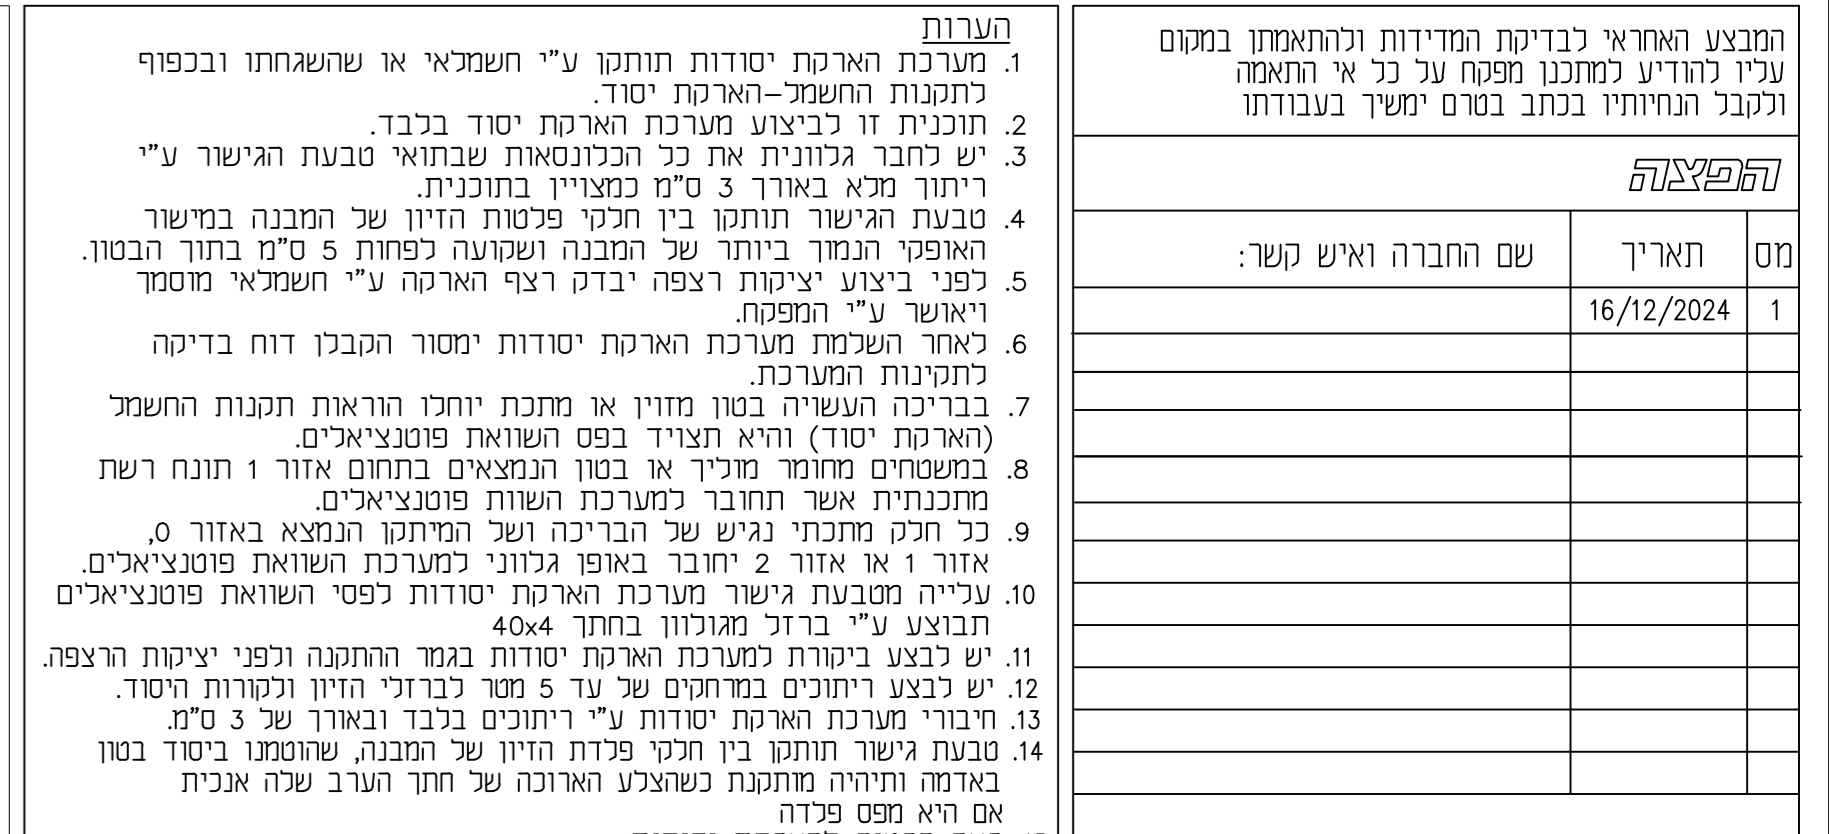 המבצע האחראי לבדיקת המדידות ולהתאמתן במקום
עליו להודיע למתכנן מפקח על כל אי התאמה
ולקבל הנחיותיו בכתב בטרם ימשיך בעבודתו
הפצה
מס תאריך שם החברה ואיש קשר:
1 16/12/2024
הערות
1. מערכת הארקת יסודות תותקן ע"י חשמלאי או שהשגחתו ובכפוף
לתקנות החשמל-הארקת יסוד.
2. תוכנית זו לביצוע מערכת הארקת יסוד בלבד.
3. יש לחבר גלוונית את כל הכלונסאות שבתואי טבעת הגישור ע"י
ריתוך מלא באורך 3 ס"מ כמצויין בתוכנית.
4. טבעת הגישור תותקן בין חלקי פלטות הזיון של המבנה במישור
האופקי הנמוך ביותר של המבנה ושקועה לפחות 5 ס"מ בתוך הבטון.
5. לפני ביצוע יציקות רצפה יבדק רצף הארקה ע"י חשמלאי מוסמך
ויאושר ע"י המפקח.
6. לאחר השלמת מערכת הארקת יסודות ימסור הקבלן דוח בדיקה
לתקינות המערכת.
7. בבריכה העשויה בטון מזוין או מתכת יוחלו הוראות תקנות החשמל
(הארקת יסוד) והיא תצויד בפס השוואת פוטנציאלים.
8. במשטחים מחומר מוליך או בטון הנמצאים בתחום אזור 1 תונח רשת
מתכנתית אשר תחובר למערכת השוות פוטנציאלים.
9. כל חלק מתכתי נגיש של הבריכה ושל המיתקן הנמצא באזור 0,
אזור 1 או אזור 2 יחובר באופן גלווני למערכת השוואת פוטנציאלים.
10. עלייה מטבעת גישור מערכת הארקת יסודות לפסי השוואת פוטנציאלים
תבוצע ע"י ברזל מגולוון בחתך 40x4
11. יש לבצע ביקורת למערכת הארקת יסודות בגמר ההתקנה ולפני יציקות הרצפה.
12. יש לבצע ריתוכים במרחקים של עד 5 מטר לברזלי הזיון ולקורות היסוד.
13. חיבורי מערכת הארקת יסודות ע"י ריתוכים בלבד ובאורך של 3 ס"מ.
14. טבעת גישור תותקן בין חלקי פלדת הזיון של המבנה, שהוטמנו ביסוד בטון
באדמה ותיהיה מותקנת כשהצלע הארוכה של חתך הערב שלה אנכית
אם היא מפס פלדה